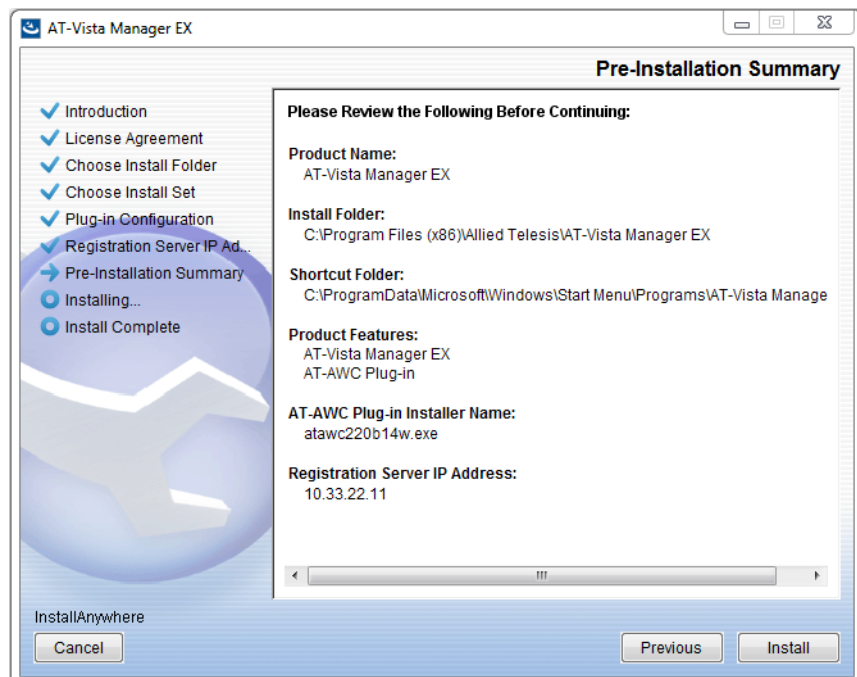 AT-Vista Manager EX
Pre-Installation Summary
Introduction
License Agreement
Choose Install Folder
Choose Install Set
Plug-in Configuration
Registration Server IP Ad...
Pre-Installation Summary
Installing...
Install Complete
Please Review the Following Before Continuing:
Product Name:
AT-Vista Manager EX
Install Folder:
C:\Program Files (x86)\Allied Telesis\AT-Vista Manager EX
Shortcut Folder:
C:\ProgramData\Microsoft\Windows\Start Menu\Programs\AT-Vista Manage
Product Features:
AT-Vista Manager EX
AT-AWC Plug-in
AT-AWC Plug-in Installer Name:
atawc220b14w.exe
Registration Server IP Address:
10.33.22.11
InstallAnywhere
Cancel
Previous
Install